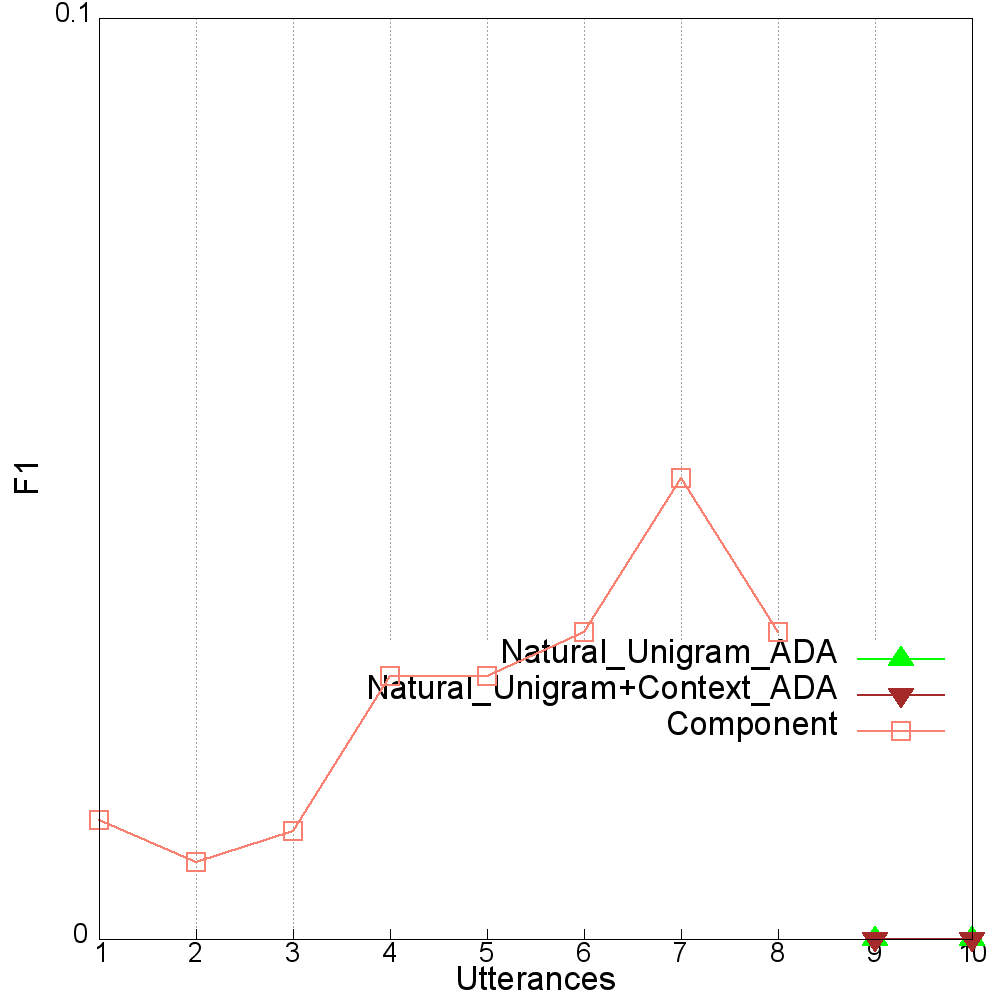 0.1
F1
Natural_Unigram_ADA
Natural_Unigram+Context_ADA
Component
0
1 2 3 4 5 6 7 8 9 10
Utterances